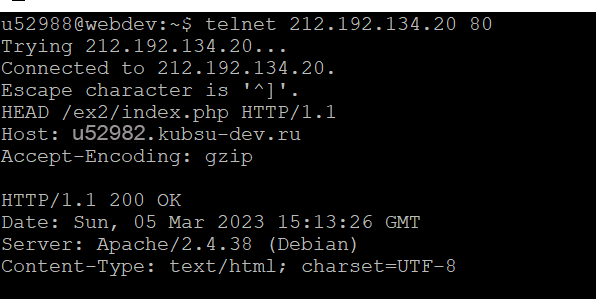 u52988@webdev:~$ telnet 212.192.134.20 80
Trying 212.192.134.20...
Connected to 212.192.134.20.
Escape character is '^]'.
HEAD /ex2/index.php HTTP/1.1
Host: u52982.kubsu-dev.ru
Accept-Encoding: gzip

HTTP/1.1 200 OK
Date: Sun, 05 Mar 2023 15:13:26 GMT
Server: Apache/2.4.38 (Debian)
Content-Type: text/html; charset=UTF-8